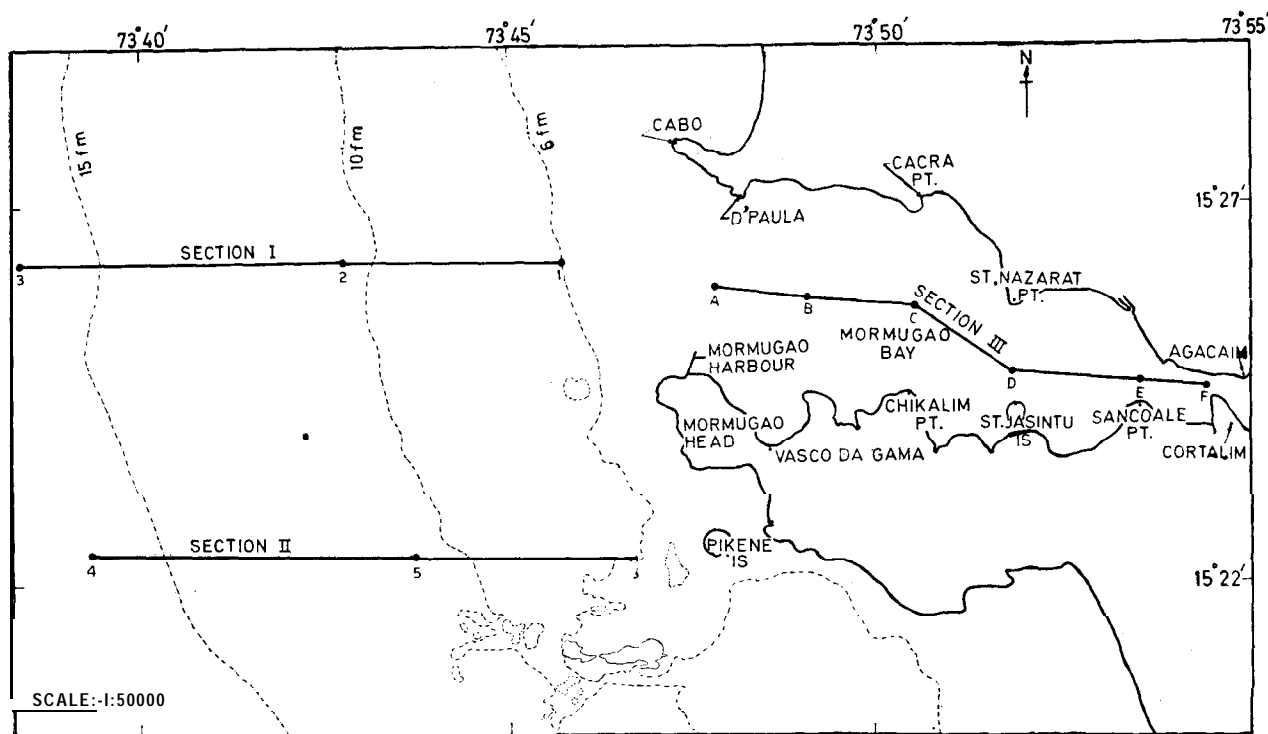 73°40′ 73°45′ 73°50′ 73°55′
N
15 fm
10 fm
6 fm
CABO
CACRA
PT.
D'PAULA
15°27′
SECTION I
3 2 1
ST. NAZARAT
PT.
A B C
SECTION III
MORMUGAO
BAY
MORMUGAO
HARBOUR
AGACAIM
D E F
MORMUGAO
HEAD
CHIKALIM
PT.
ST. JASINTU
IS
SANCOALE
PT.
VASCO DA GAMA
CORTALIM
SECTION II
4 5
PIKENE
IS
15°22′
SCALE:-1:50000